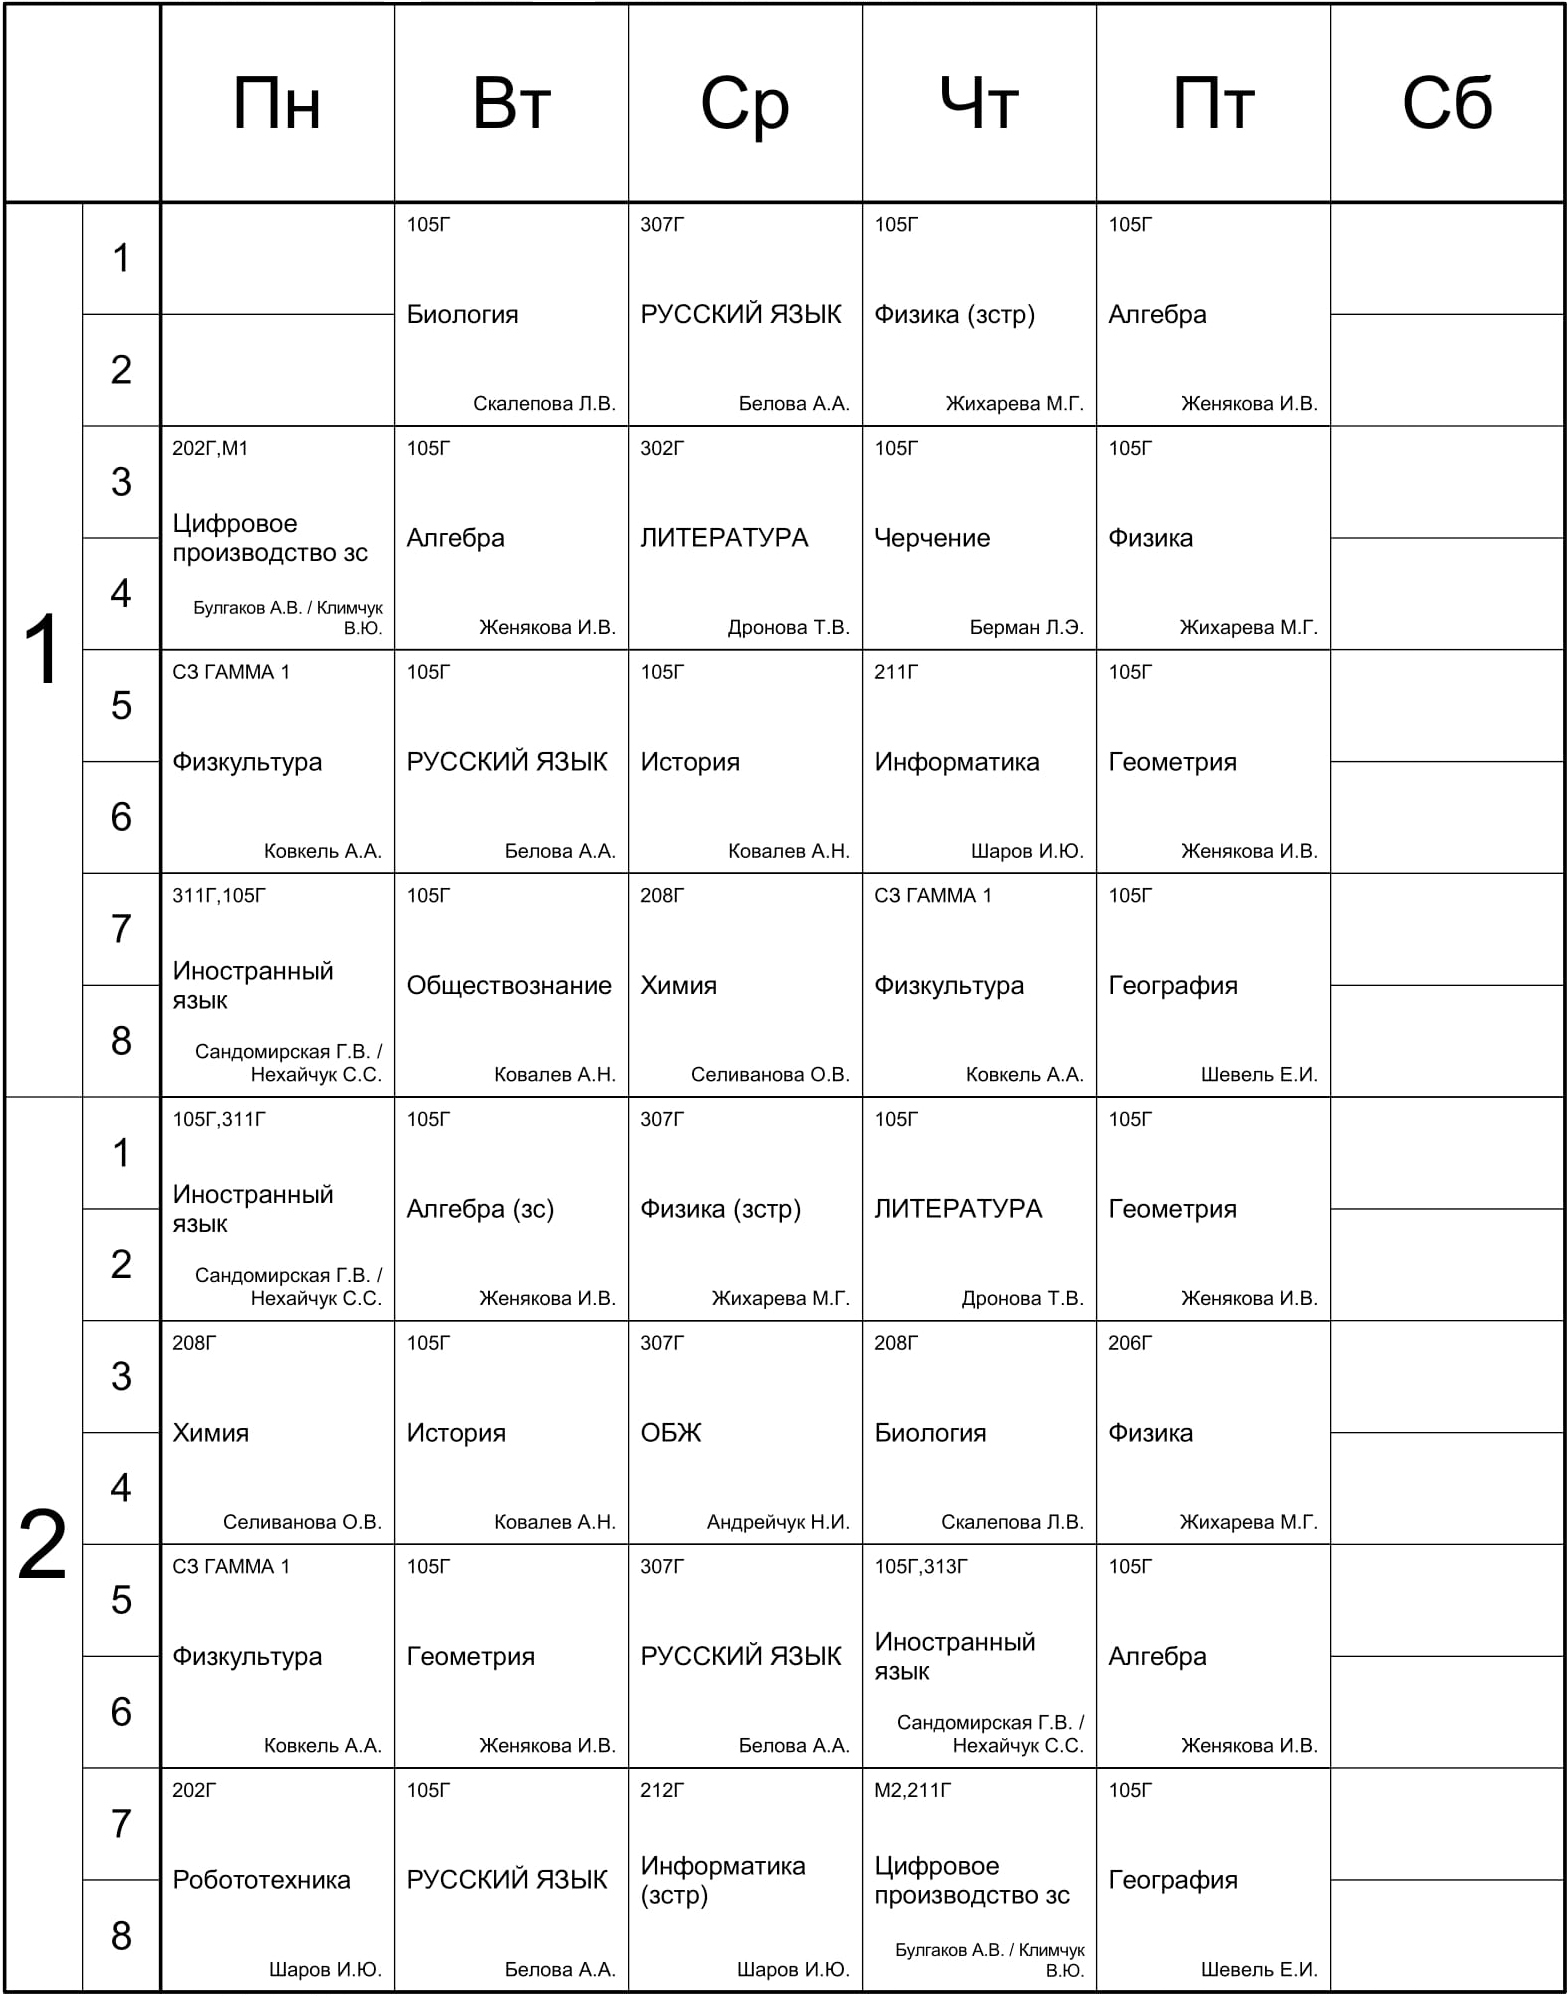 Пн Вт Ср Чт Пт Сб
1
1
2
105Г
Биология
Скалепова Л.В.
307Г
РУССКИЙ ЯЗЫК
Белова А.А.
105Г
Физика (зстр)
Жихарева М.Г.
105Г
Алгебра
Женякова И.В.
3
4
202Г,М1
Цифровое
производство зс
Булгаков А.В. / Климчук
В.Ю.
105Г
Алгебра
Женякова И.В.
302Г
ЛИТЕРАТУРА
Дронова Т.В.
105Г
Черчение
Берман Л.Э.
105Г
Физика
Жихарева М.Г.
5
6
СЗ ГАММА 1
Физкультура
Ковкель А.А.
105Г
РУССКИЙ ЯЗЫК
Белова А.А.
105Г
История
Ковалев А.Н.
211Г
Информатика
Шаров И.Ю.
105Г
Геометрия
Женякова И.В.
7
8
311Г,105Г
Иностранный
язык
Сандомирская Г.В. /
Нехайчук С.С.
105Г
Обществознание
Ковалев А.Н.
208Г
Химия
Селиванова О.В.
СЗ ГАММА 1
Физкультура
Ковкель А.А.
105Г
География
Шевель Е.И.
2
1
2
105Г,311Г
Иностранный
язык
Сандомирская Г.В. /
Нехайчук С.С.
105Г
Алгебра (зс)
Женякова И.В.
307Г
Физика (зстр)
Жихарева М.Г.
105Г
ЛИТЕРАТУРА
Дронова Т.В.
105Г
Геометрия
Женякова И.В.
3
4
208Г
Химия
Селиванова О.В.
105Г
История
Ковалев А.Н.
307Г
ОБЖ
Андрейчук Н.И.
208Г
Биология
Скалепова Л.В.
206Г
Физика
Жихарева М.Г.
5
6
СЗ ГАММА 1
Физкультура
Ковкель А.А.
105Г
Геометрия
Женякова И.В.
307Г
РУССКИЙ ЯЗЫК
Белова А.А.
105Г,313Г
Иностранный
язык
Сандомирская Г.В. /
Нехайчук С.С.
105Г
Алгебра
Женякова И.В.
7
8
202Г
Робототехника
Шаров И.Ю.
105Г
РУССКИЙ ЯЗЫК
Белова А.А.
212Г
Информатика
(зстр)
Шаров И.Ю.
М2,211Г
Цифровое
производство зс
Булгаков А.В. / Климчук
В.Ю.
105Г
География
Шевель Е.И.